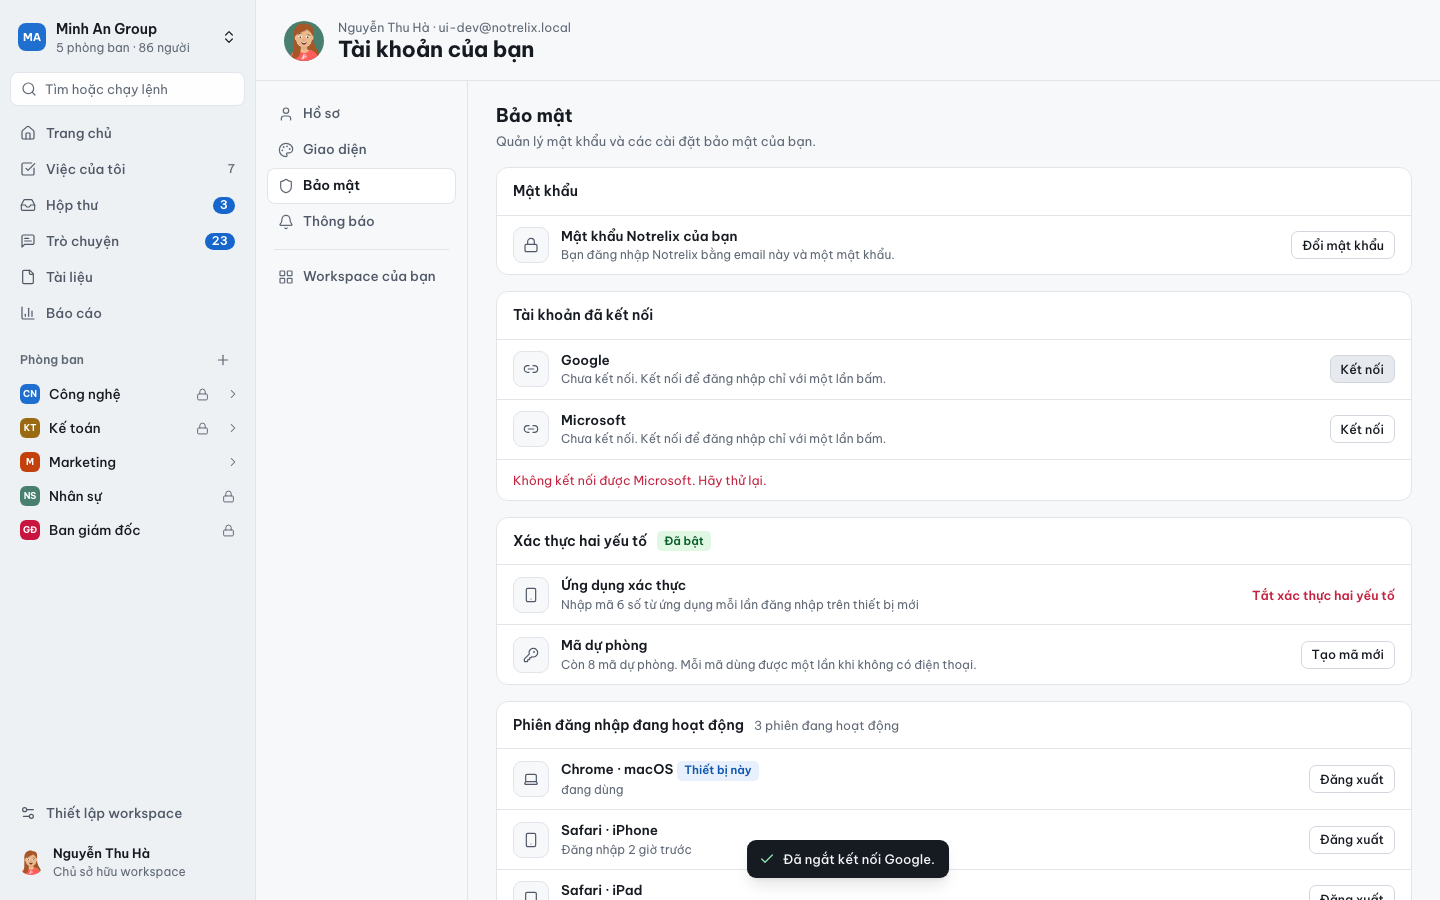 MA
Minh An Group
5 phòng ban · 86 người
Tìm hoặc chạy lệnh
Trang chủ
Việc của tôi 7
Hộp thư 3
Trò chuyện 23
Tài liệu
Báo cáo
Phòng ban
CN Công nghệ
KT Kế toán
M Marketing
NS Nhân sự
GĐ Ban giám đốc
Thiết lập workspace
Nguyễn Thu Hà
Chủ sở hữu workspace
Nguyễn Thu Hà · ui-dev@notrelix.local
Tài khoản của bạn
Hồ sơ
Giao diện
Bảo mật
Thông báo
Workspace của bạn
Bảo mật
Quản lý mật khẩu và các cài đặt bảo mật của bạn.
Mật khẩu
Mật khẩu Notrelix của bạn
Bạn đăng nhập Notrelix bằng email này và một mật khẩu.
Đổi mật khẩu
Tài khoản đã kết nối
Google
Chưa kết nối. Kết nối để đăng nhập chỉ với một lần bấm.
Kết nối
Microsoft
Chưa kết nối. Kết nối để đăng nhập chỉ với một lần bấm.
Kết nối
Không kết nối được Microsoft. Hãy thử lại.
Xác thực hai yếu tố Đã bật
Ứng dụng xác thực
Nhập mã 6 số từ ứng dụng mỗi lần đăng nhập trên thiết bị mới
Tắt xác thực hai yếu tố
Mã dự phòng
Còn 8 mã dự phòng. Mỗi mã dùng được một lần khi không có điện thoại.
Tạo mã mới
Phiên đăng nhập đang hoạt động 3 phiên đang hoạt động
Chrome · macOS Thiết bị này
đang dùng
Đăng xuất
Safari · iPhone
Đăng nhập 2 giờ trước
Đăng xuất
Safari · iPad
Đăng xuất
Đã ngắt kết nối Google.